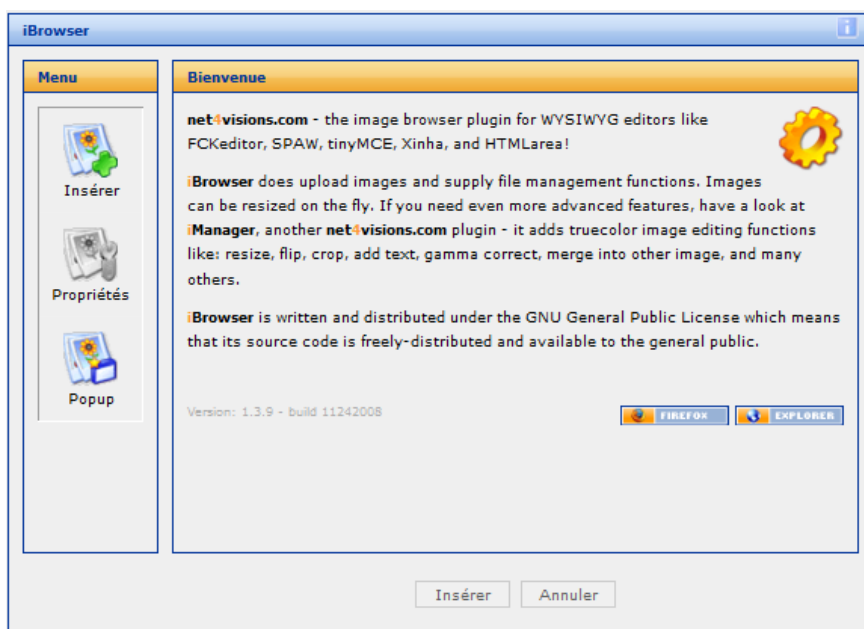 iBrowser
i
Menu
Insérer
Propriétés
Popup
Bienvenue
net4visions.com - the image browser plugin for WYSIWYG editors like
FCKeditor, SPAW, tinyMCE, Xinha, and HTMLarea!
iBrowser does upload images and supply file management functions. Images
can be resized on the fly. If you need even more advanced features, have a look at
iManager, another net4visions.com plugin - it adds truecolor image editing functions
like: resize, flip, crop, add text, gamma correct, merge into other image, and many
others.
iBrowser is written and distributed under the GNU General Public License which means
that its source code is freely-distributed and available to the general public.
Version: 1.3.9 - build 11242008
FIREFOX
EXPLORER
Insérer
Annuler